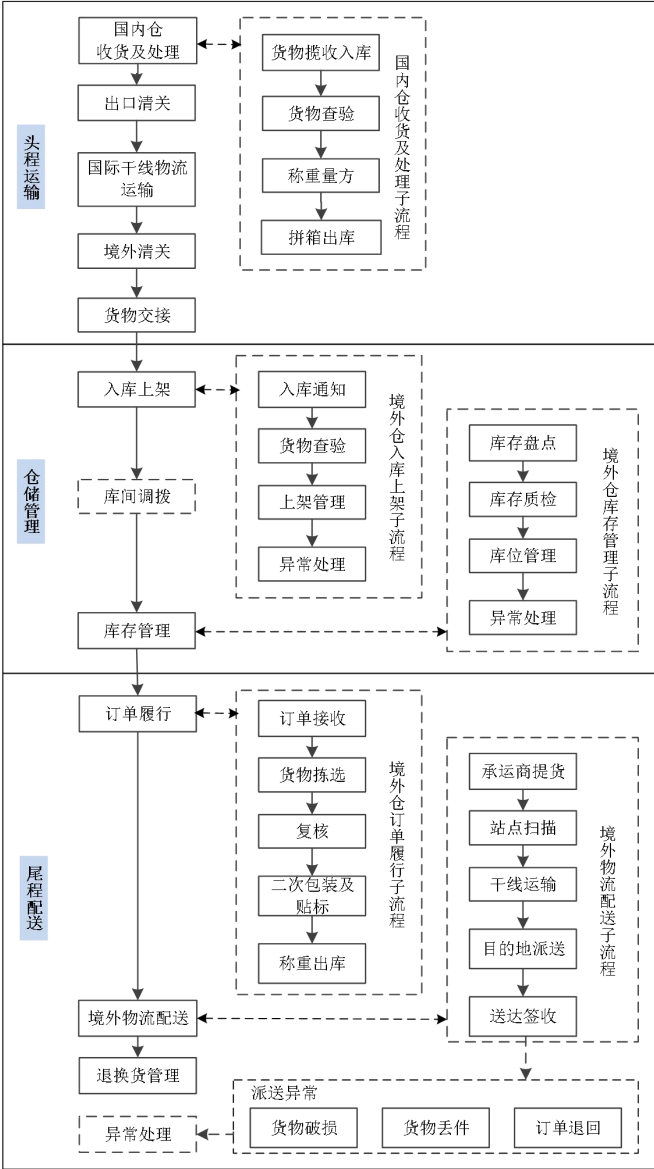 头程运输
国内仓
收货及处理
出口清关
国际干线物流
运输
境外清关
货物交接
货物揽收入库
货物查验
称重量方
拼箱出库
国内仓收货及处理子流程
仓储管理
入库上架
库间调拨
库存管理
入库通知
货物查验
上架管理
异常处理
境外仓入库上架子流程
库存盘点
库存质检
库位管理
异常处理
境外仓库存管理子流程
尾程配送
订单履行
境外物流配送
退换货管理
异常处理
订单接收
货物拣选
复核
二次包装及
贴标
称重出库
境外仓订单履行子流程
承运商提货
站点扫描
干线运输
目的地派送
送达签收
境外物流配送子流程
派送异常
货物破损
货物丢件
订单退回